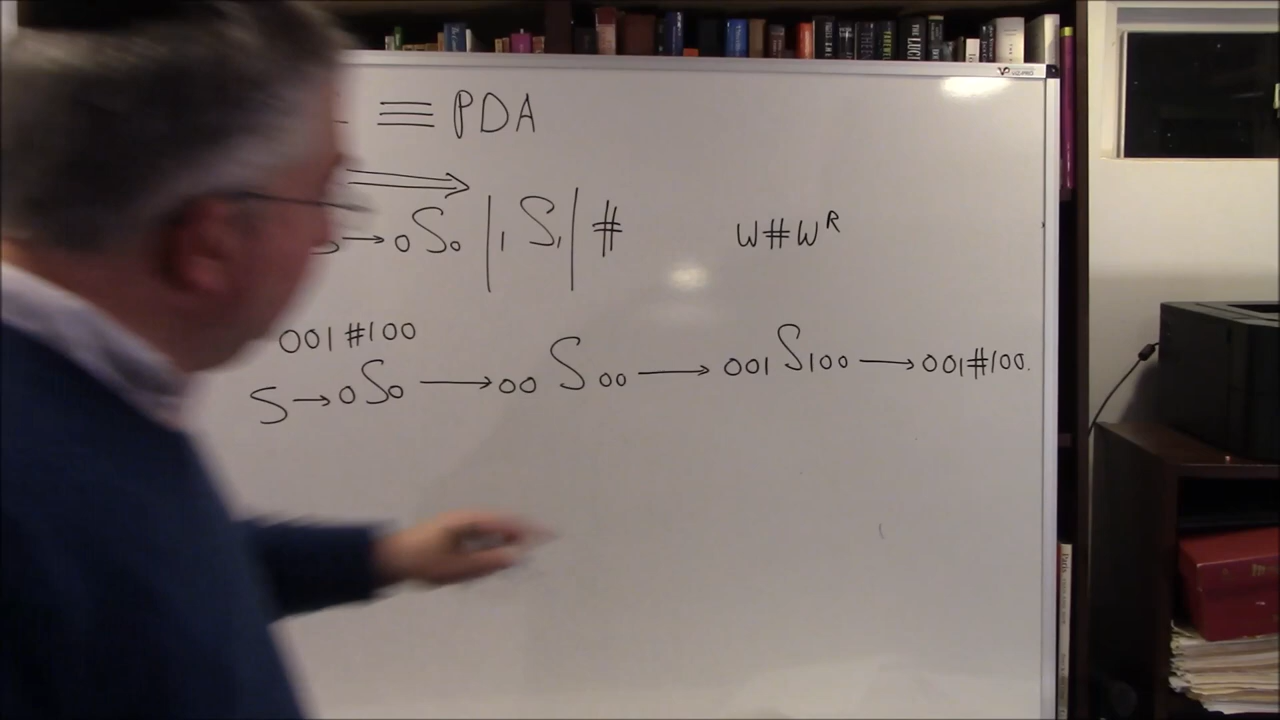 ≡ PDA
⟹
S → 0S0 | 1S1 | #
W#W^R
001#100
S → 0S0 → 00S00 → 001S100 → 001#100.